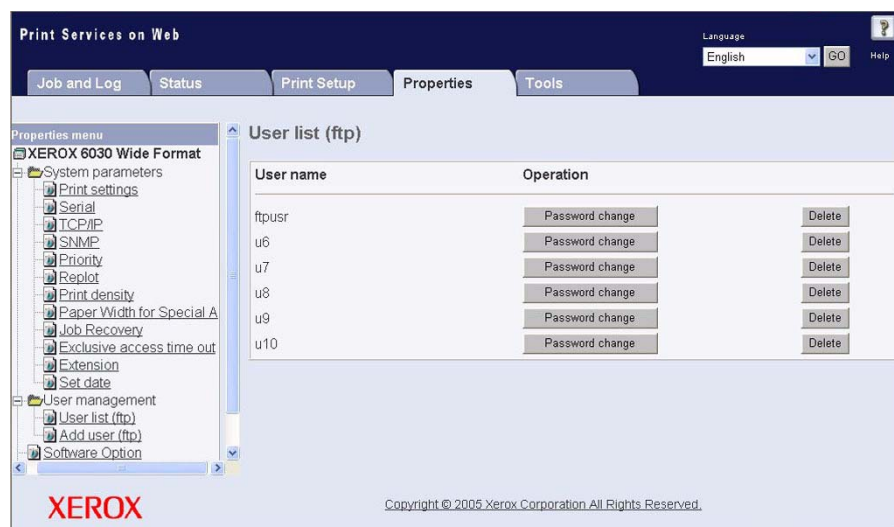 Print Services on Web
Language
English GO
? Help
Job and Log Status Print Setup Properties Tools
Properties menu
XEROX 6030 Wide Format
System parameters
Print settings
Serial
TCP/IP
SNMP
Priority
Replot
Print density
Paper Width for Special A
Job Recovery
Exclusive access time out
Extension
Set date
User management
User list (ftp)
Add user (ftp)
Software Option
User list (ftp)
User name Operation
ftpusr Password change Delete
u6 Password change Delete
u7 Password change Delete
u8 Password change Delete
u9 Password change Delete
u10 Password change Delete
XEROX
Copyright © 2005 Xerox Corporation All Rights Reserved.